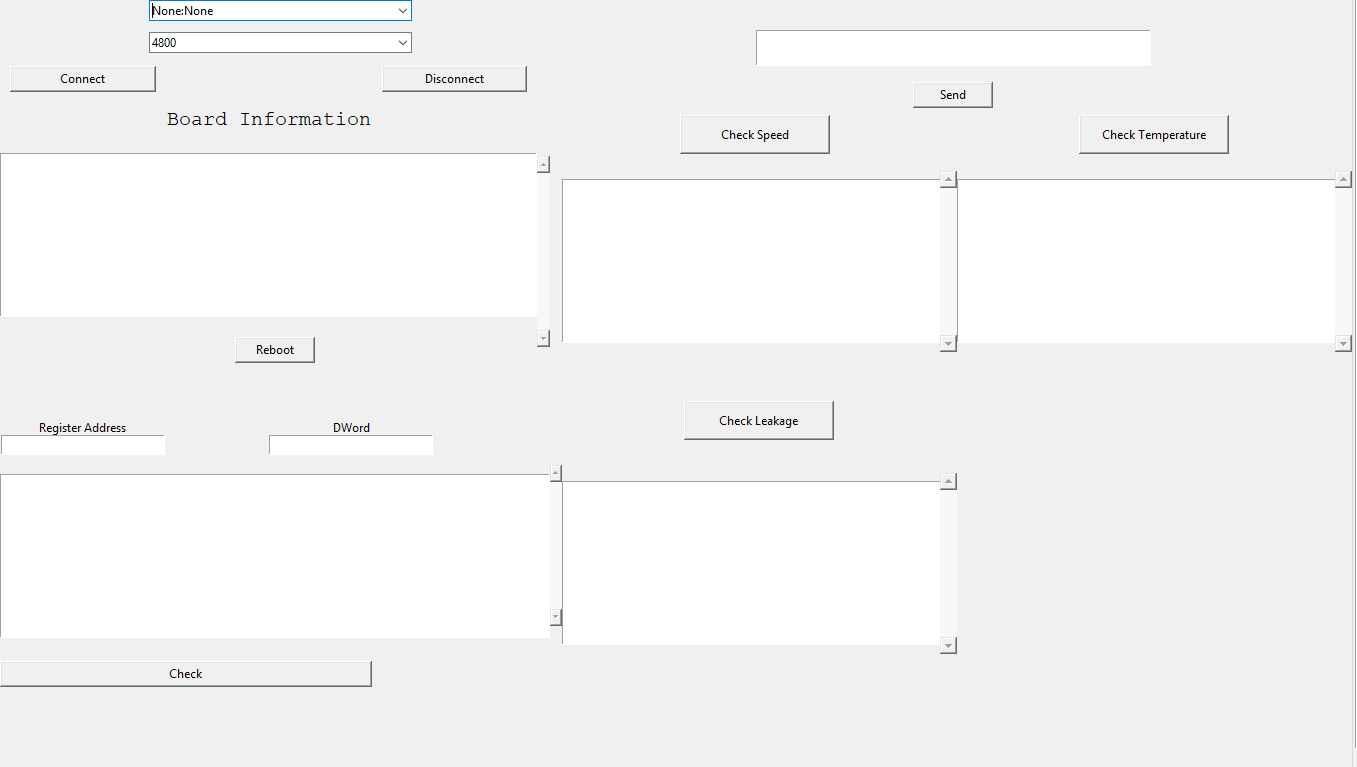 None:None
4800
Connect
Disconnect
Send
Board Information
Check Speed
Check Temperature
Reboot
Register Address
DWord
Check Leakage
Check